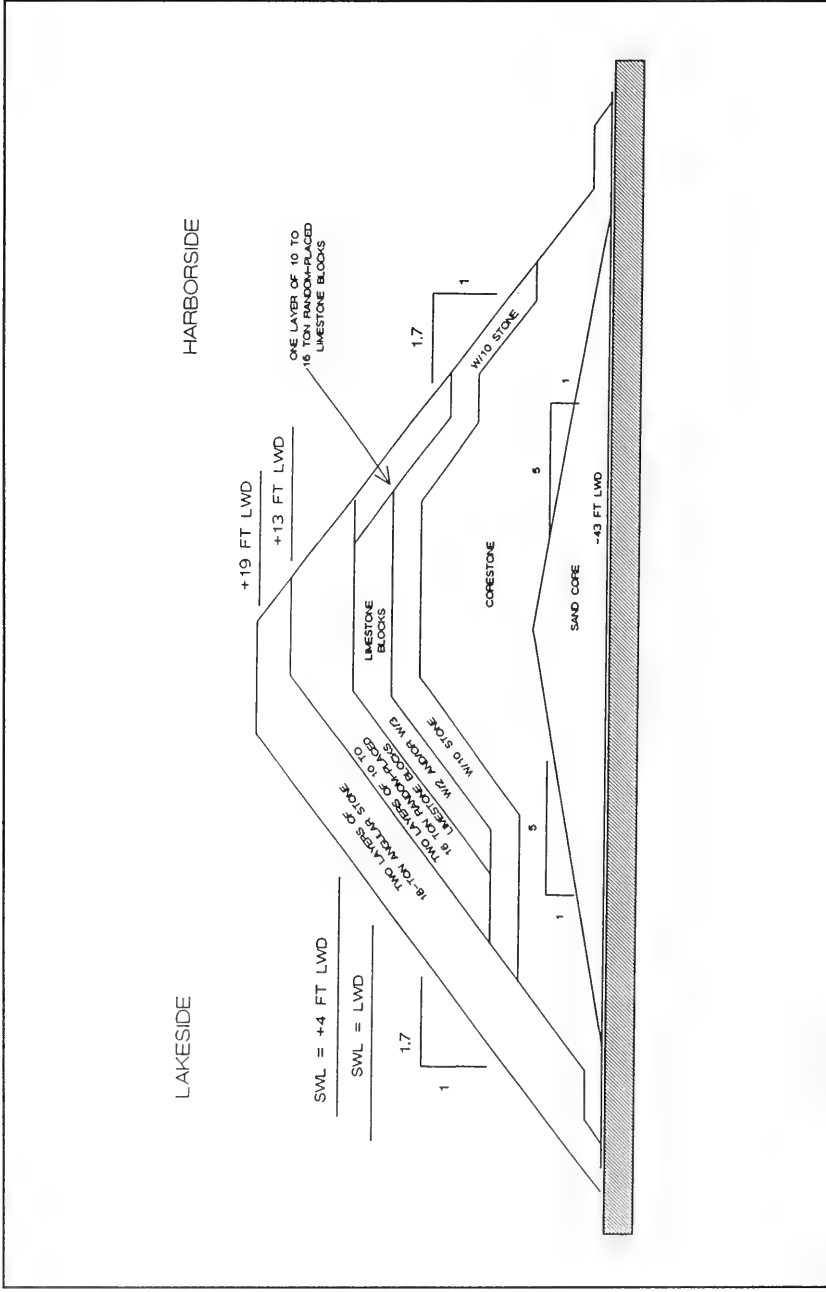 LAKESIDE
HARBORSIDE
+19 FT LWD
+13 FT LWD
ONE LAYER OF 10 TO
16 TON RANDOM-PLACED
LIMESTONE BLOCKS
SWL = +4 FT LWD
SWL = LWD
1.7
1
1.7
1
TWO LAYERS OF
18-TON ANGULAR STONE
TWO LAYERS OF 10 TO
16 TON RANDOM-PLACED
LIMESTONE BLOCKS
W/2 AND/OR W/3
W/10 STONE
LIMESTONE
BLOCKS
W/10 STONE
CORESTONE
5
1
5
1
SAND CORE
-43 FT LWD